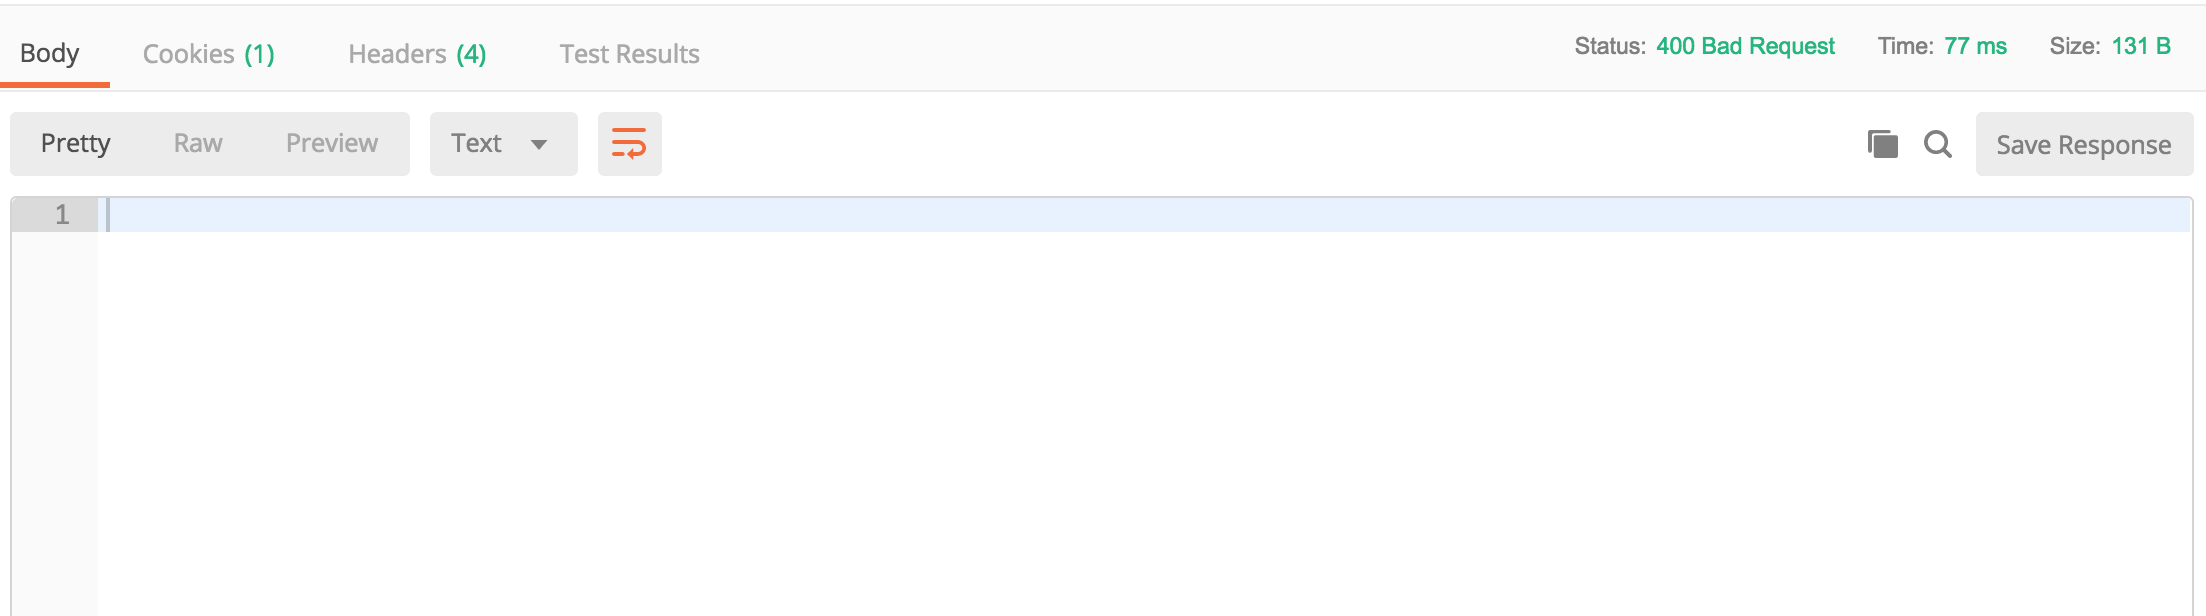 Body Cookies (1) Headers (4) Test Results Status: 400 Bad Request Time: 77 ms Size: 131 B
Pretty Raw Preview Text Save Response
1